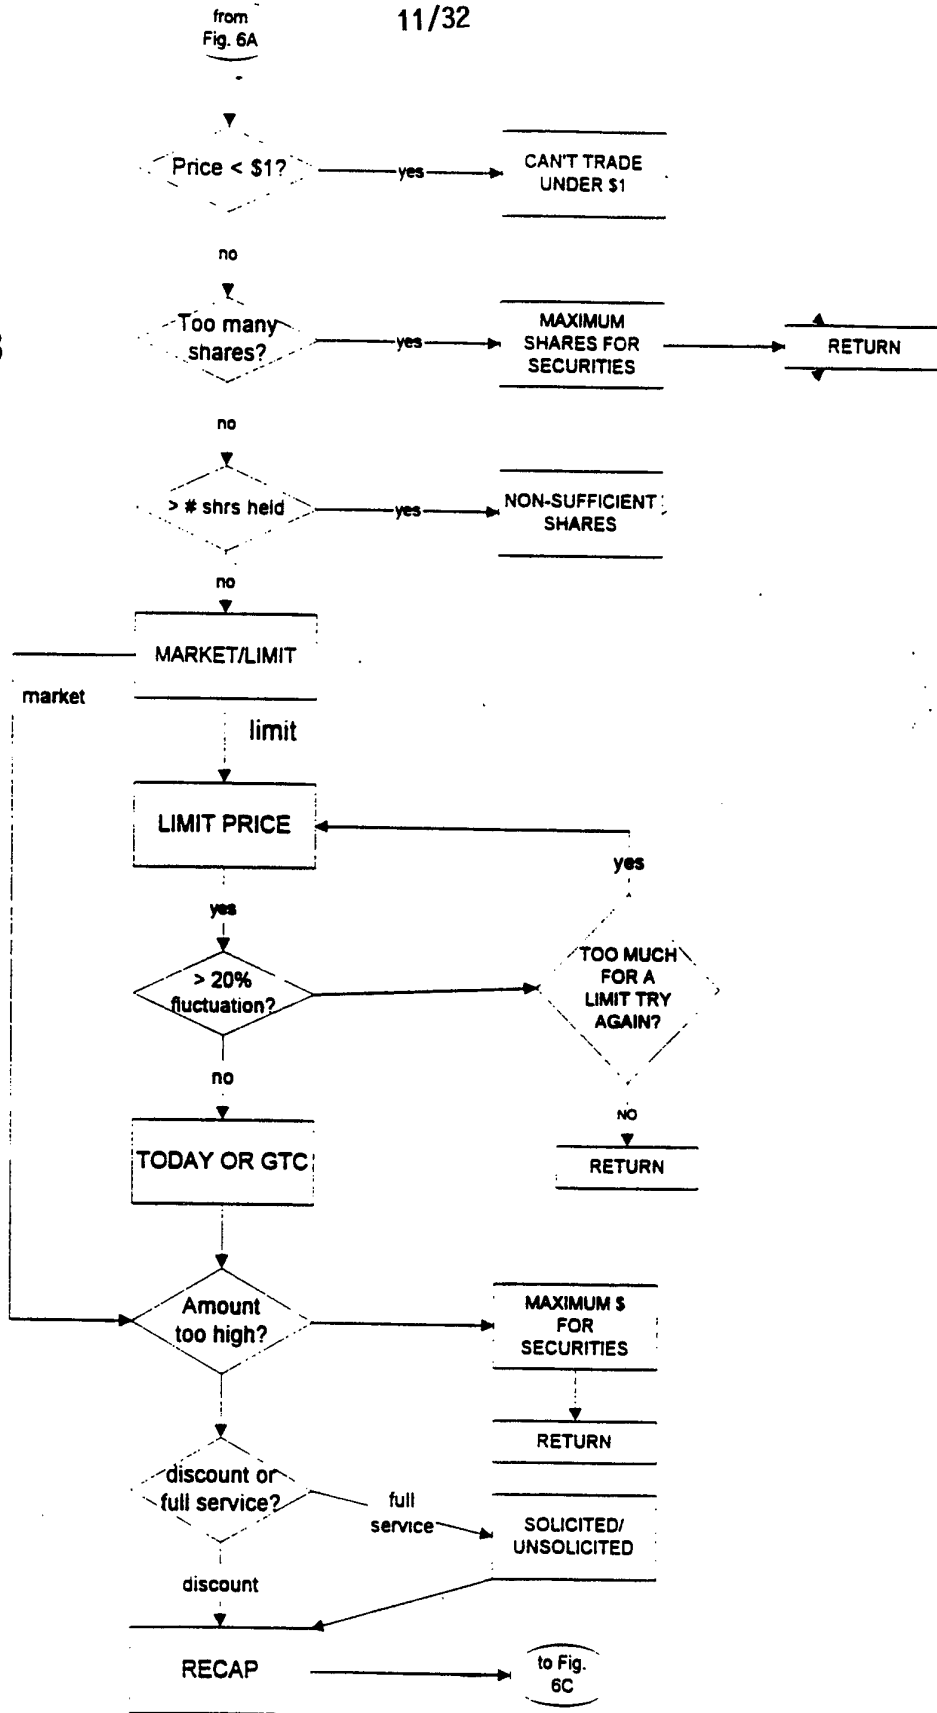 11/32
from
Fig. 6A
Price < $1?
yes
CAN'T TRADE
UNDER $1
no
Too many
shares?
yes
MAXIMUM
SHARES FOR
SECURITIES
RETURN
no
> # shrs held
yes
NON-SUFFICIENT
SHARES
no
MARKET/LIMIT
market
limit
LIMIT PRICE
yes
yes
> 20%
fluctuation?
TOO MUCH
FOR A
LIMIT TRY
AGAIN?
no
NO
TODAY OR GTC
RETURN
Amount
too high?
MAXIMUM $
FOR
SECURITIES
RETURN
discount or
full service?
full
service
SOLICITED/
UNSOLICITED
discount
RECAP
to Fig.
6C